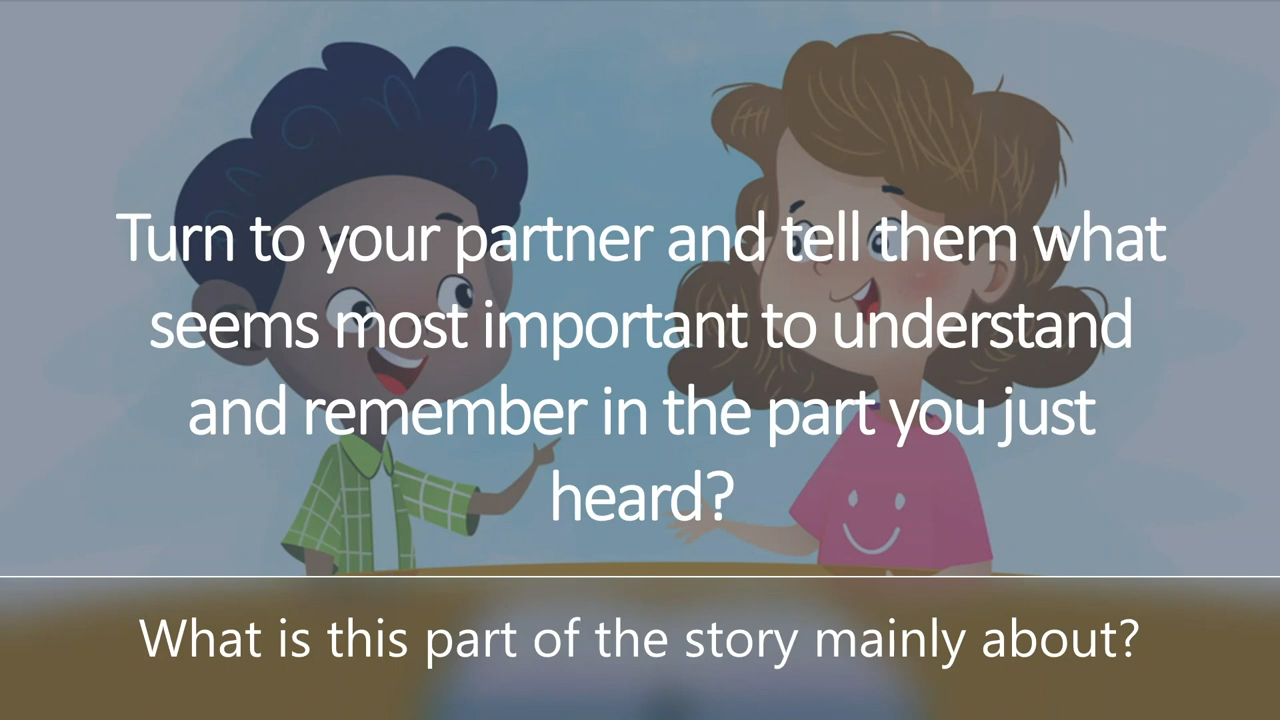 Turn to your partner and tell them what
seems most important to understand
and remember in the part you just
heard?
What is this part of the story mainly about?